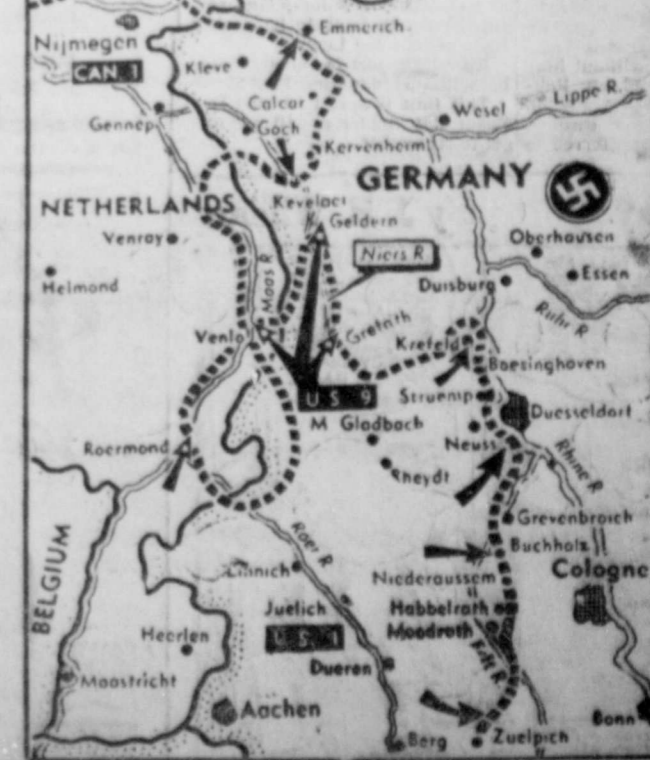 Emmerich
Nijmegen
CAN. 1
Kleve
Calcar
Wesel
Lippe R.
Gennep
Goch
Kervenheim
GERMANY
NETHERLANDS
Kevelaer
Geldern
Venray
Niers R
Oberhausen
Helmond
Maas R
Duisburg
Essen
Ruhr R
Venlo
Grefrath
Krefeld
Boesinghoven
U S 9
Struemp
M Gladbach
Duesseldorf
Roermond
Neuss
Rheydt
Rhine R
Grevenbroich
BELGIUM
Roer R
Buchholz
Linnich
Niederaussem
Cologne
Juelich
Habbelrath
U.S. 1
Moodrath
Heerlen
Erft R
Dueren
Maastricht
Aachen
Bonn
Berg
Zuelpich